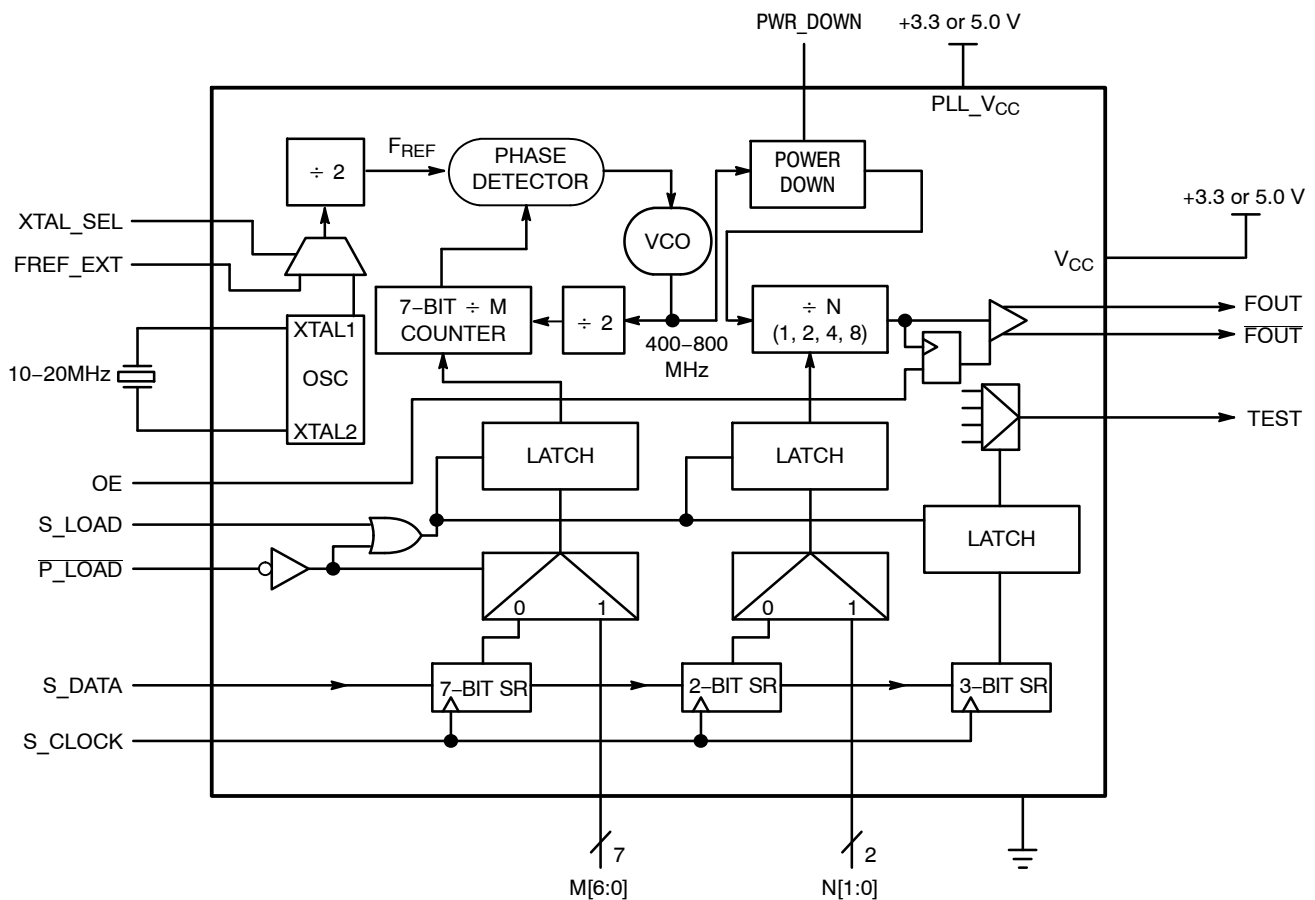 PWR_DOWN
+3.3 or 5.0 V
PLL_VCC
÷ 2
FREF
PHASE
DETECTOR
POWER
DOWN
+3.3 or 5.0 V
XTAL_SEL
FREF_EXT
VCO
VCC
7−BIT ÷ M
COUNTER
÷ 2
400−800
MHz
÷ N
(1, 2, 4, 8)
FOUT
FOUT
XTAL1
10−20MHz
OSC
XTAL2
TEST
LATCH
LATCH
OE
S_LOAD
LATCH
P_LOAD
0 1
0 1
S_DATA
7−BIT SR
2−BIT SR
3−BIT SR
S_CLOCK
7
2
M[6:0]
N[1:0]